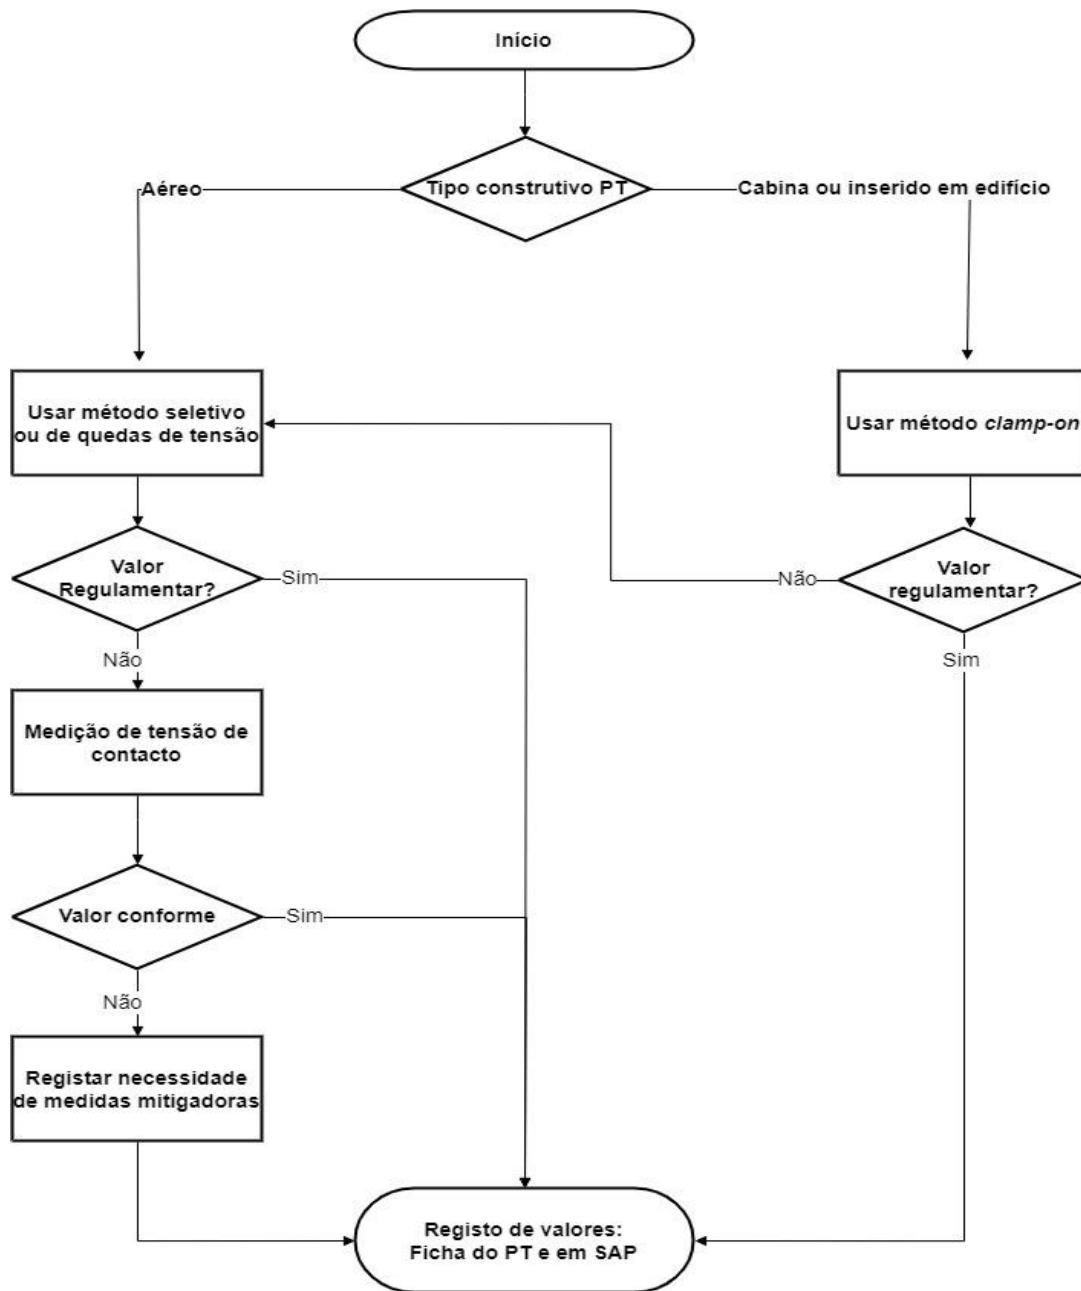 Início
Tipo construtivo PT
Aéreo
Cabina ou inserido em edifício
Usar método seletivo
ou de quedas de tensão
Usar método clamp-on
Valor
Regulamentar?
Sim
Não
Valor
regulamentar?
Não
Sim
Medição de tensão de
contacto
Valor conforme
Sim
Não
Registar necessidade
de medidas mitigadoras
Registo de valores:
Ficha do PT e em SAP